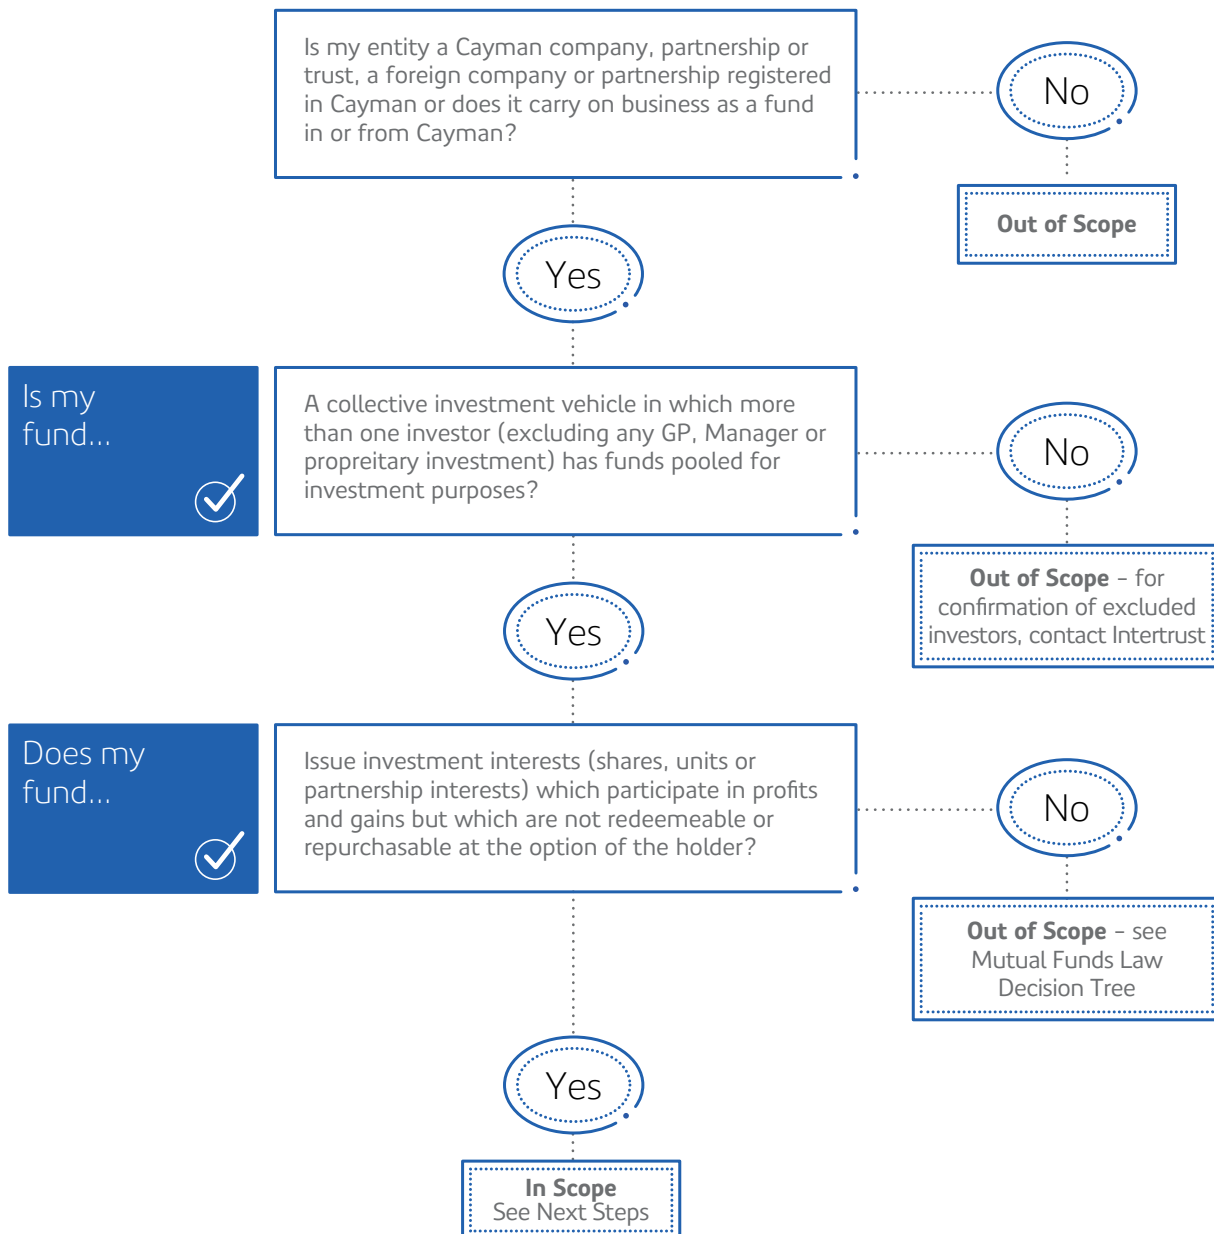 Is my entity a Cayman company, partnership or
trust, a foreign company or partnership registered
in Cayman or does it carry on business as a fund
in or from Cayman?
No
Out of Scope
Yes
Is my
fund...
A collective investment vehicle in which more
than one investor (excluding any GP, Manager or
propreitary investment) has funds pooled for
investment purposes?
No
Out of Scope – for
confirmation of excluded
investors, contact Intertrust
Yes
Does my
fund...
Issue investment interests (shares, units or
partnership interests) which participate in profits
and gains but which are not redeemeable or
repurchasable at the option of the holder?
No
Out of Scope – see
Mutual Funds Law
Decision Tree
Yes
In Scope
See Next Steps